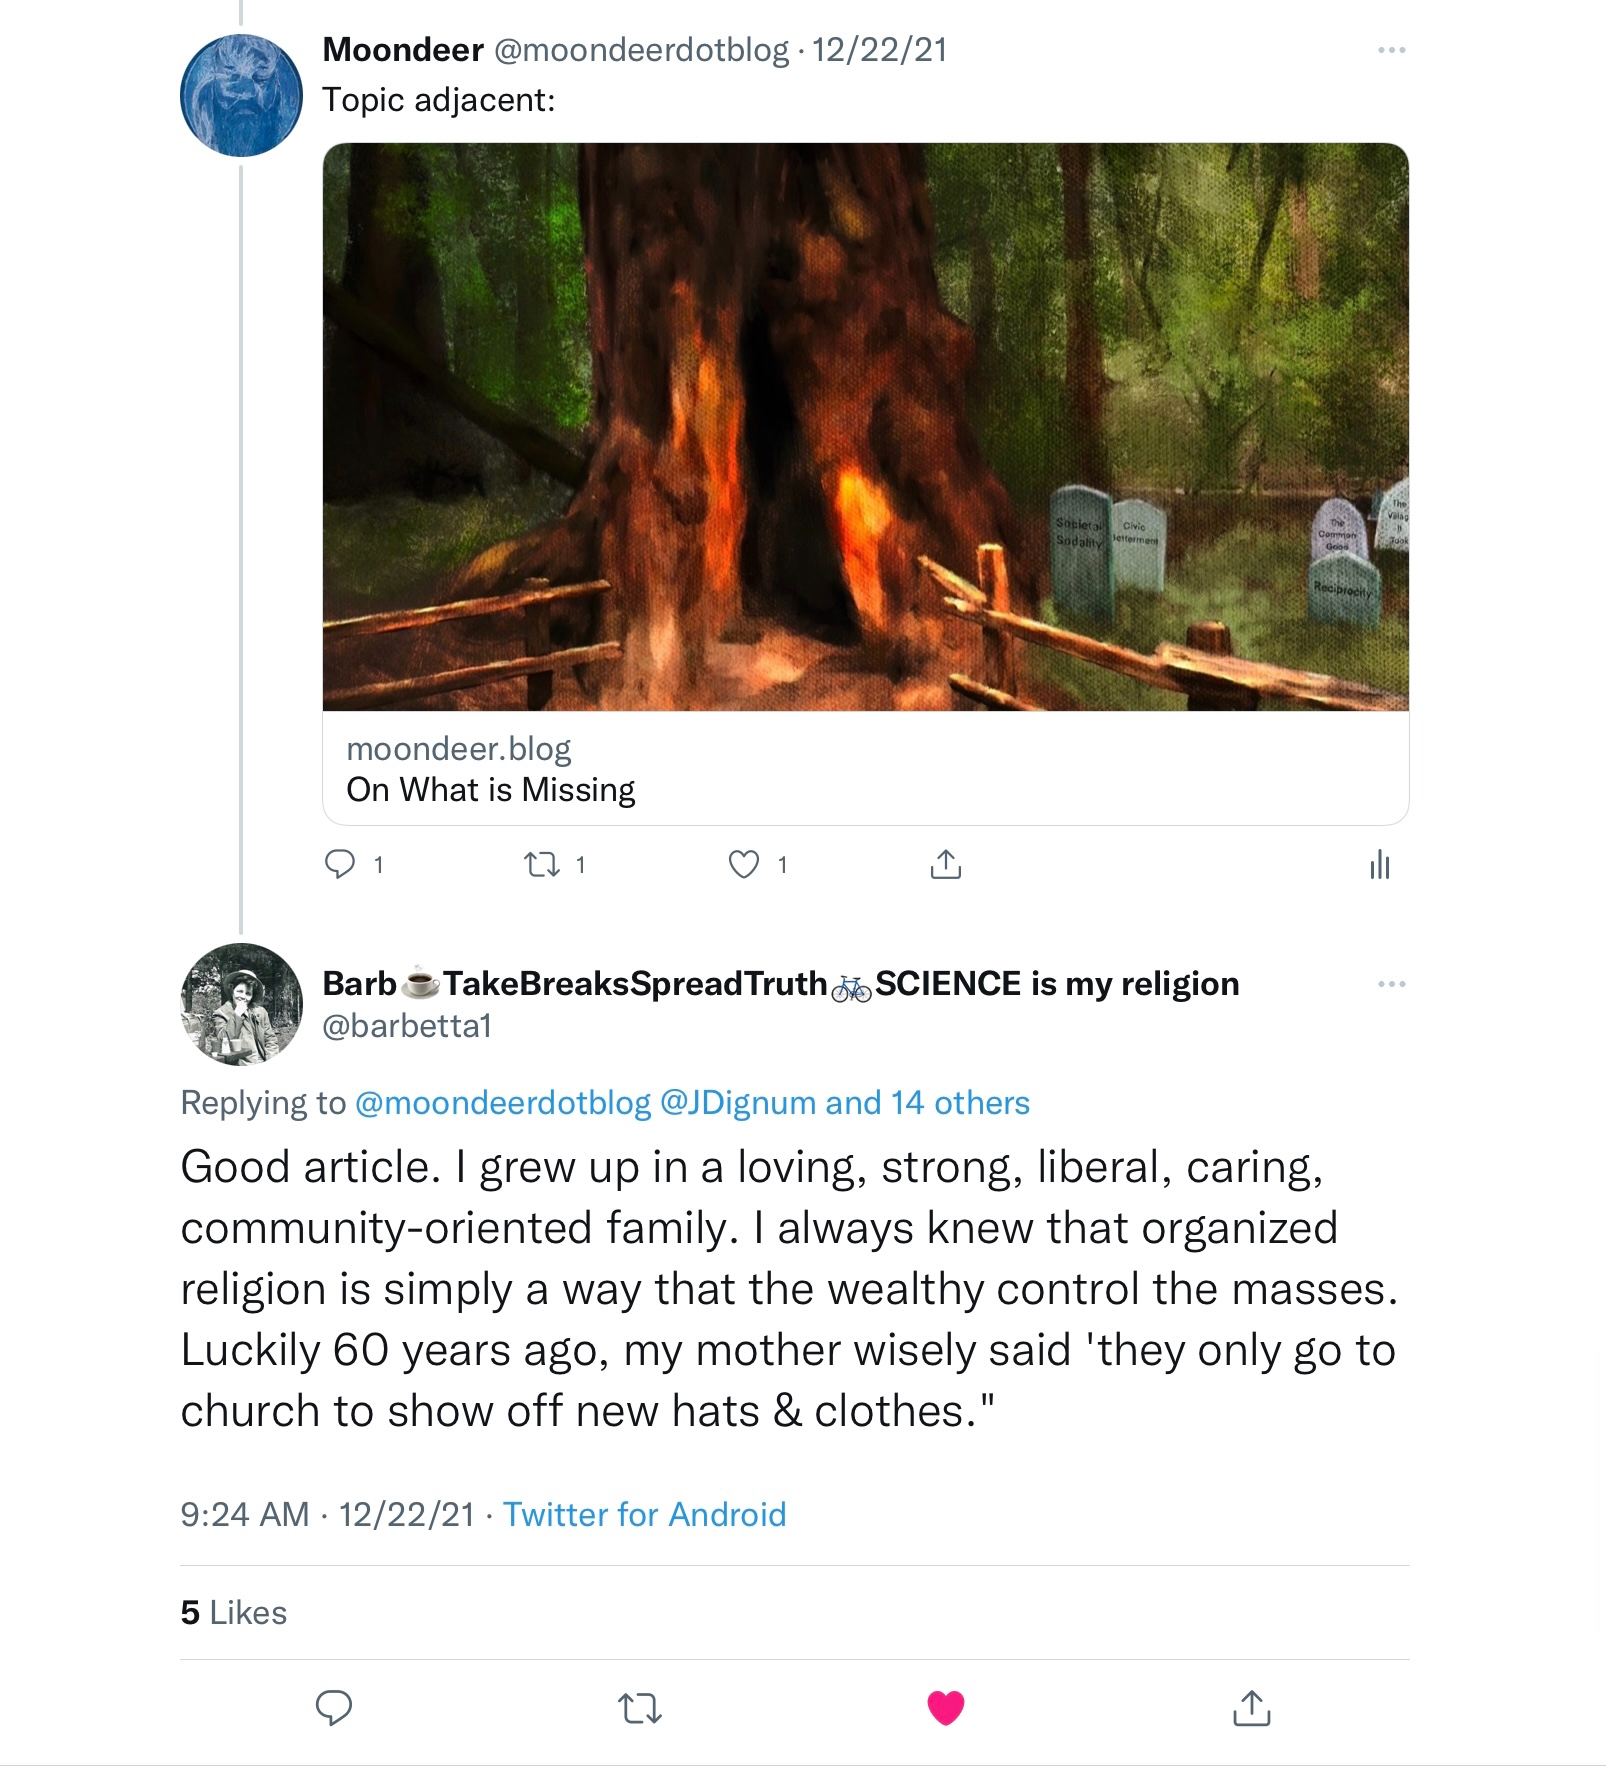 Moondeer @moondeerdotblog · 12/22/21
Topic adjacent:
Societal
Sodality
Civic
The
Common
Good
Reciprocity
The
moondeer.blog
On What is Missing
1 1 1
Barb☕TakeBreaksSpreadTruth🚲SCIENCE is my religion
@barbetta1
Replying to @moondeerdotblog @JDignum and 14 others
Good article. I grew up in a loving, strong, liberal, caring,
community-oriented family. I always knew that organized
religion is simply a way that the wealthy control the masses.
Luckily 60 years ago, my mother wisely said 'they only go to
church to show off new hats & clothes."
9:24 AM · 12/22/21 · Twitter for Android
5 Likes